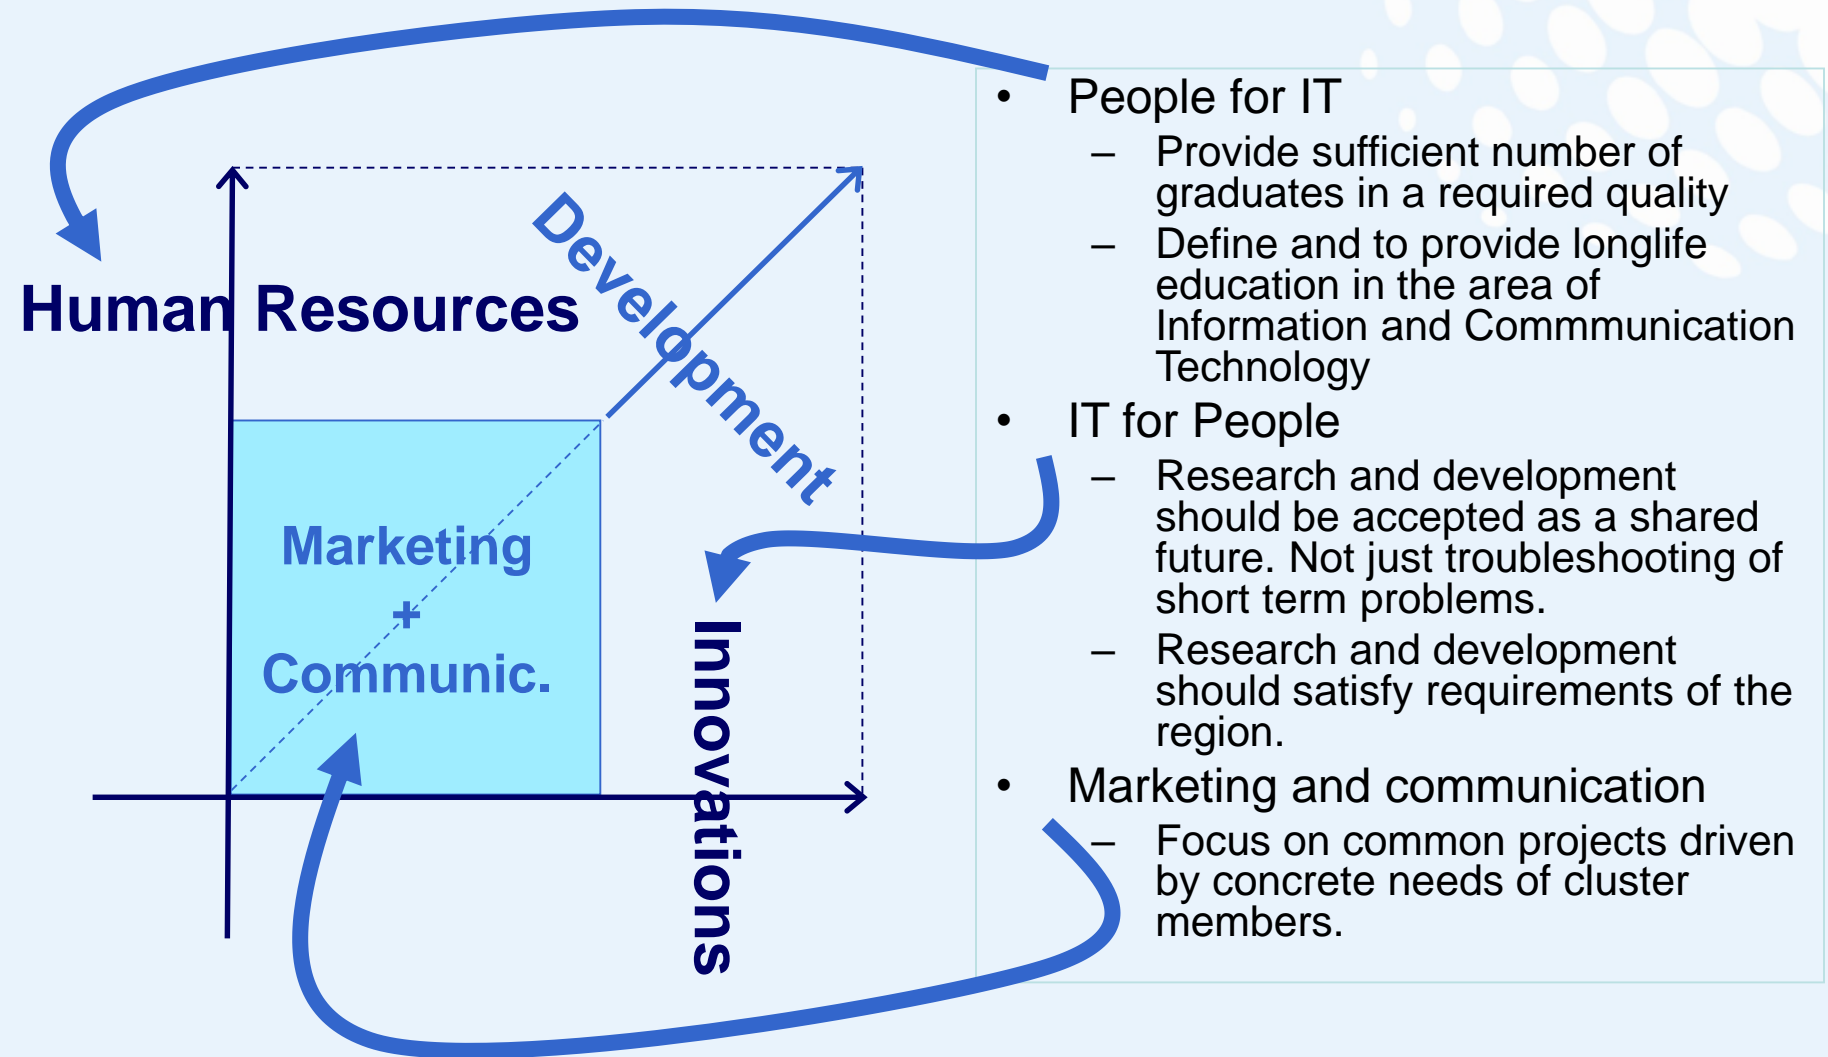 Human Resources
Development
Marketing
+
Communic.
Innovations
• People for IT
– Provide sufficient number of
graduates in a required quality
– Define and to provide longlife
education in the area of
Information and Commmunication
Technology
• IT for People
– Research and development
should be accepted as a shared
future. Not just troubleshooting of
short term problems.
– Research and development
should satisfy requirements of the
region.
• Marketing and communication
– Focus on common projects driven
by concrete needs of cluster
members.